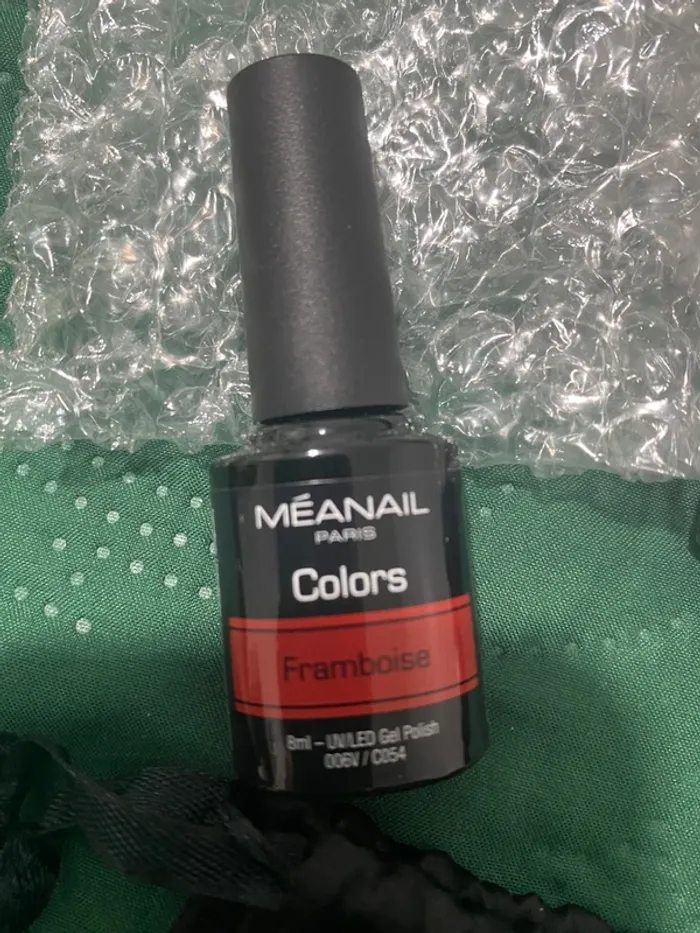 MÉANAIL
PARIS
Colors
Framboise
8ml – UV/LED Gel Polish
006V / C054